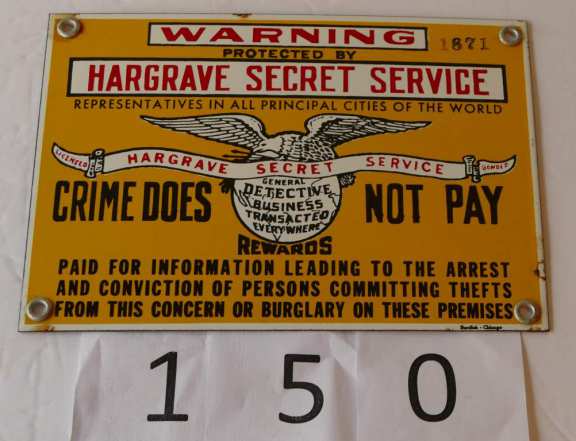 WARNING
1871
PROTECTED BY
HARGRAVE SECRET SERVICE
REPRESENTATIVES IN ALL PRINCIPAL CITIES OF THE WORLD
LICENSED HARGRAVE SECRET SERVICE BONDED
CRIME DOES NOT PAY
GENERAL
DETECTIVE
BUSINESS
TRANSACTED
EVERYWHERE
REWARDS
PAID FOR INFORMATION LEADING TO THE ARREST
AND CONVICTION OF PERSONS COMMITTING THEFTS
FROM THIS CONCERN OR BURGLARY ON THESE PREMISES
Chicago
150